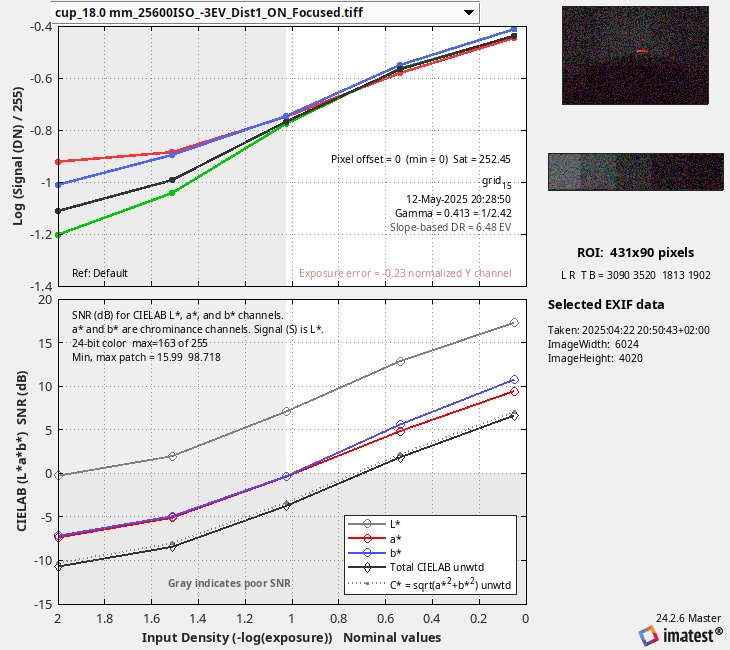 cup_18.0 mm_25600ISO_-3EV_Dist1_ON_Focused.tiff
-0.4
-0.6
-0.8
-1
-1.2
-1.4
Log (Signal (DN) / 255)
Pixel offset = 0 (min = 0) Sat = 252.45
grid_15
12-May-2025 20:28:50
Gamma = 0.413 = 1/2.42
Slope-based DR = 6.48 EV
Ref: Default
Exposure error = -0.23 normalized Y channel
ROI: 431x90 pixels
L R T B = 3090 3520 1813 1902
Selected EXIF data
Taken: 2025:04:22 20:50:43+02:00
ImageWidth: 6024
ImageHeight: 4020
20
15
10
5
0
-5
-10
-15
CIELAB (L*a*b*) SNR (dB)
SNR (dB) for CIELAB L*, a*, and b* channels.
a* and b* are chrominance channels. Signal (S) is L*.
24-bit color max=163 of 255
Min, max patch = 15.99 98.718
L*
a*
b*
Total CIELAB unwtd
C* = sqrt(a*²+b*²) unwtd
Gray indicates poor SNR
2 1.8 1.6 1.4 1.2 1 0.8 0.6 0.4 0.2 0
Input Density (-log(exposure)) Nominal values
24.2.6 Master
imatest®